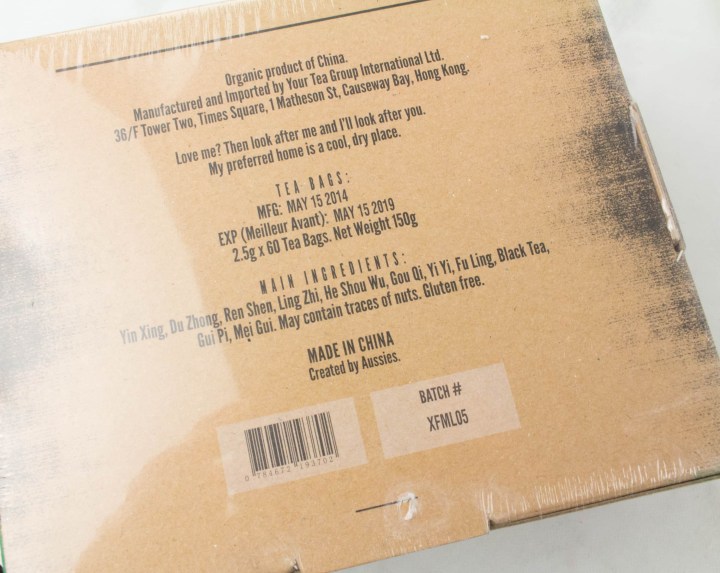 Organic product of China.
Manufactured and Imported by Your Tea Group International Ltd.
36/F Tower Two, Times Square, 1 Matheson St, Causeway Bay, Hong Kong.
Love me? Then look after me and I'll look after you.
My preferred home is a cool, dry place.
TEA BAGS:
MFG: MAY 15 2014
EXP (Meilleur Avant): MAY 15 2019
2.5g x 60 Tea Bags. Net Weight 150g
MAIN INGREDIENTS:
Yin Xing, Du Zhong, Ren Shen, Ling Zhi, He Shou Wu, Gou Qi, Yi Yi, Fu Ling, Black Tea,
Gui Pi, Mei Gui. May contain traces of nuts. Gluten free.
MADE IN CHINA
Created by Aussies.
BATCH #
XFML05